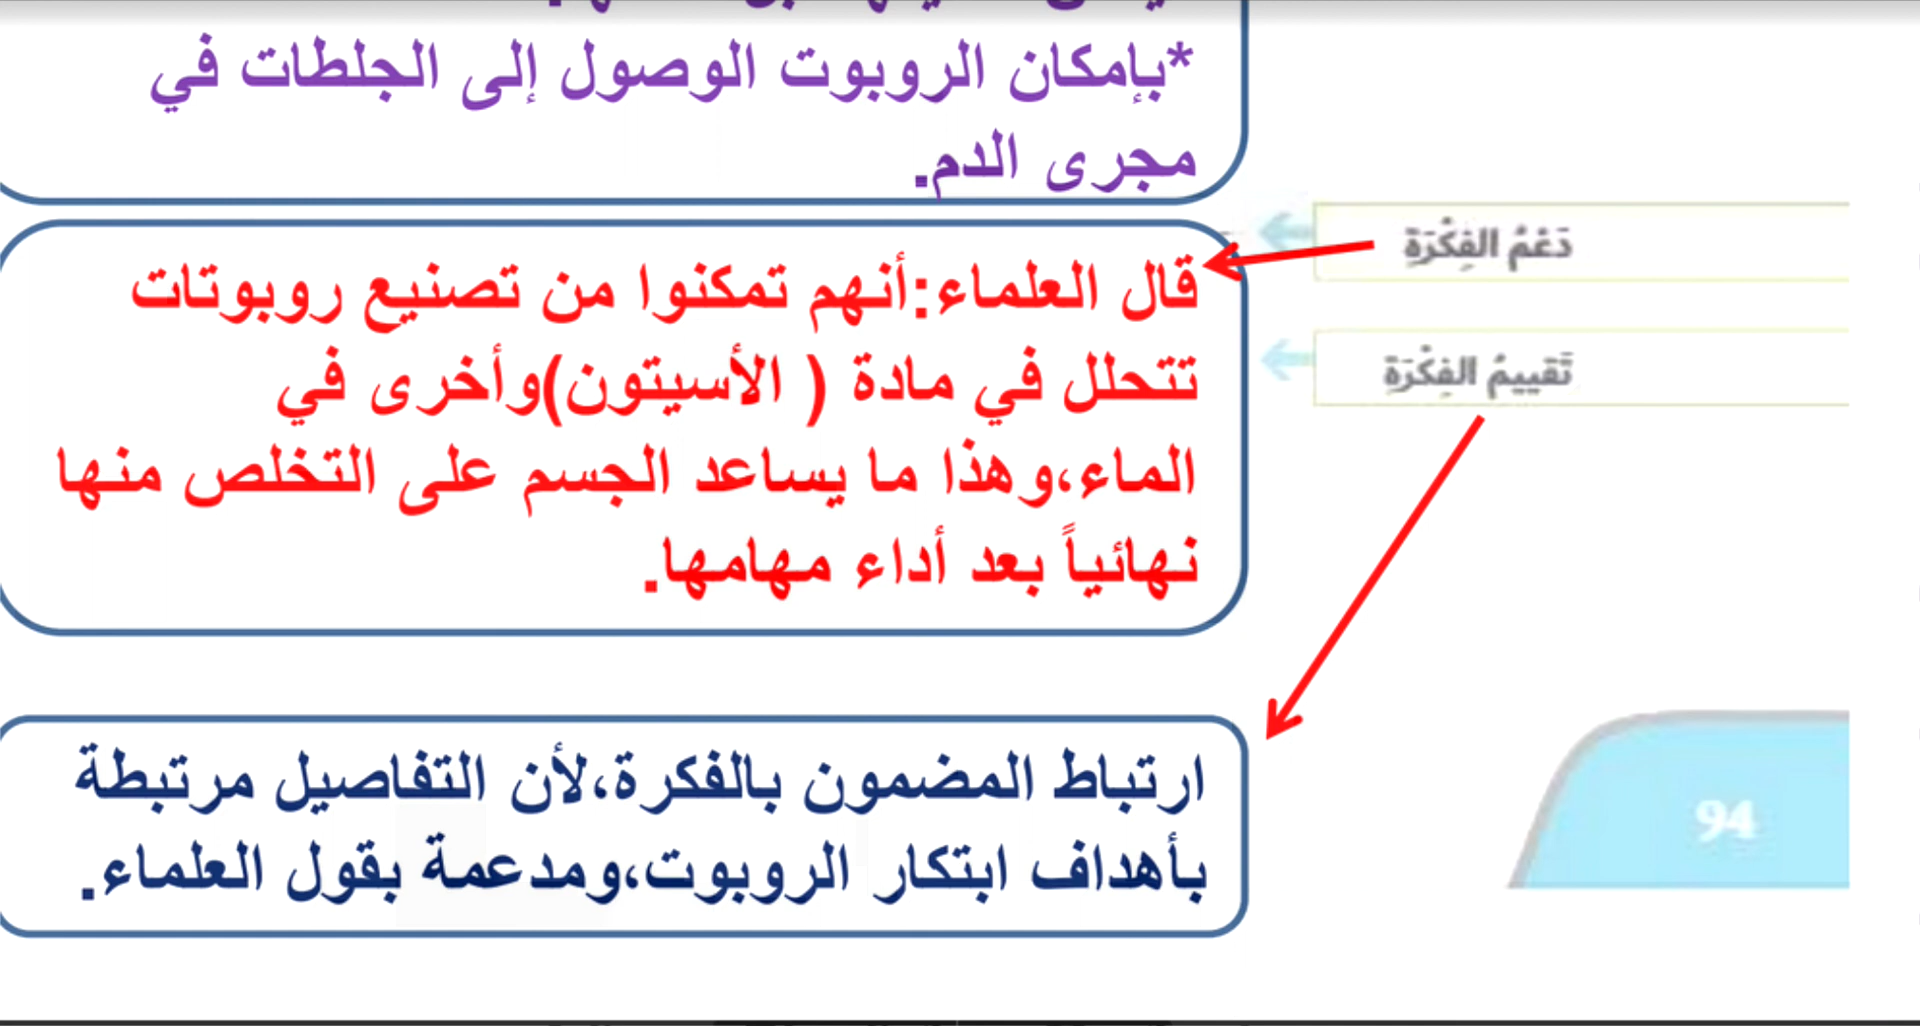 *بإمكان الروبوت الوصول إلى الجلطات في
مجرى الدم.
دَعْمُ الفِكْرَةِ
قال العلماء:أنهم تمكنوا من تصنيع روبوتات
تتحلل في مادة ( الأسيتون)وأخرى في
الماء،وهذا ما يساعد الجسم على التخلص منها
نهائياً بعد أداء مهامها.
تَقييمُ الفِكْرَةِ
ارتباط المضمون بالفكرة،لأن التفاصيل مرتبطة
بأهداف ابتكار الروبوت،ومدعمة بقول العلماء.
94